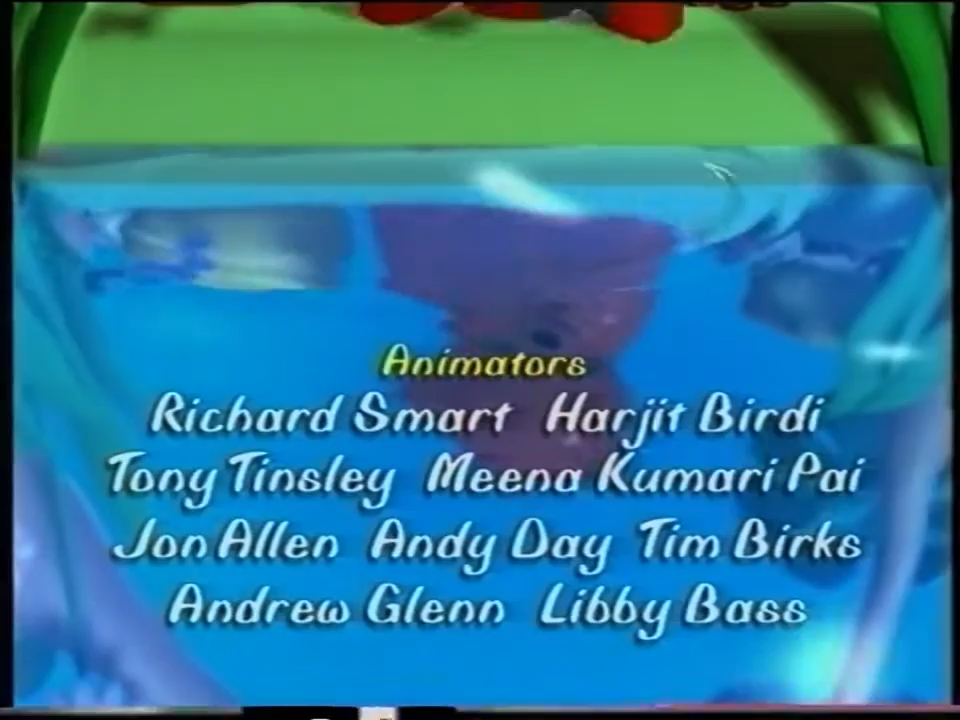 Animators
Richard Smart Harjit Birdi
Tony Tinsley Meena Kumari Pai
Jon Allen Andy Day Tim Birks
Andrew Glenn Libby Bass